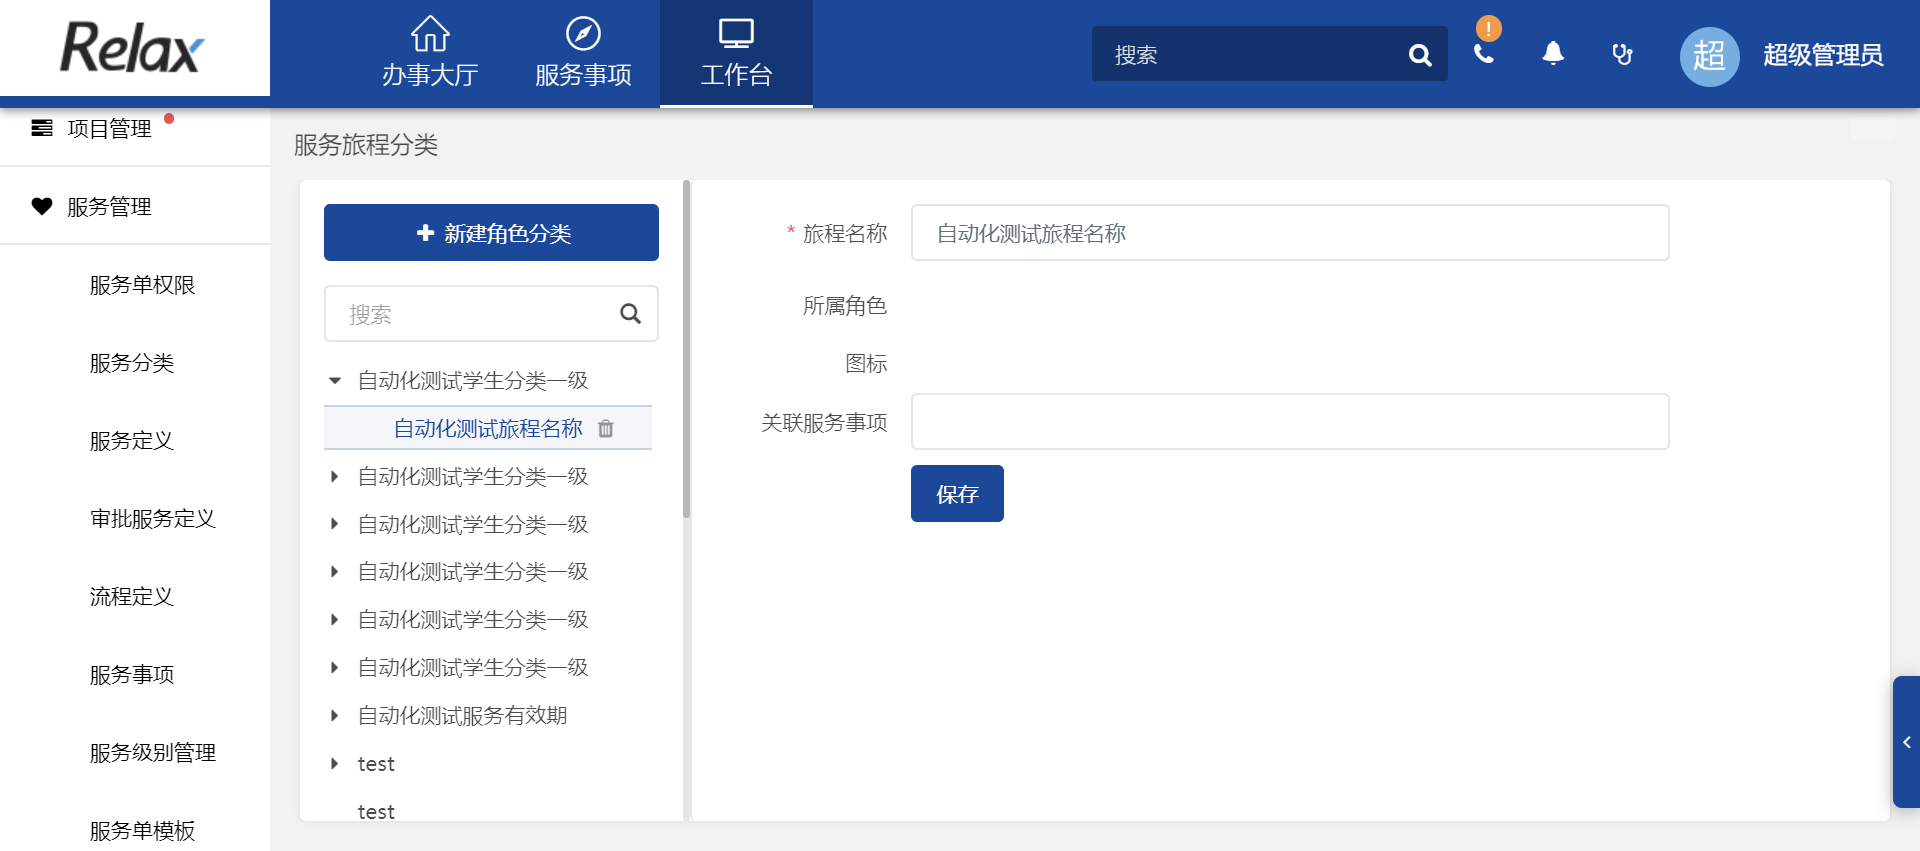 Relax
办事大厅
服务事项
工作台
搜索
!
超
超级管理员
项目管理
服务管理
服务单权限
服务分类
服务定义
审批服务定义
流程定义
服务事项
服务级别管理
服务单模板
服务旅程分类
新建角色分类
搜索
自动化测试学生分类一级
自动化测试旅程名称
自动化测试学生分类一级
自动化测试学生分类一级
自动化测试学生分类一级
自动化测试学生分类一级
自动化测试学生分类一级
自动化测试服务有效期
test
test
* 旅程名称
自动化测试旅程名称
所属角色
图标
关联服务事项
保存